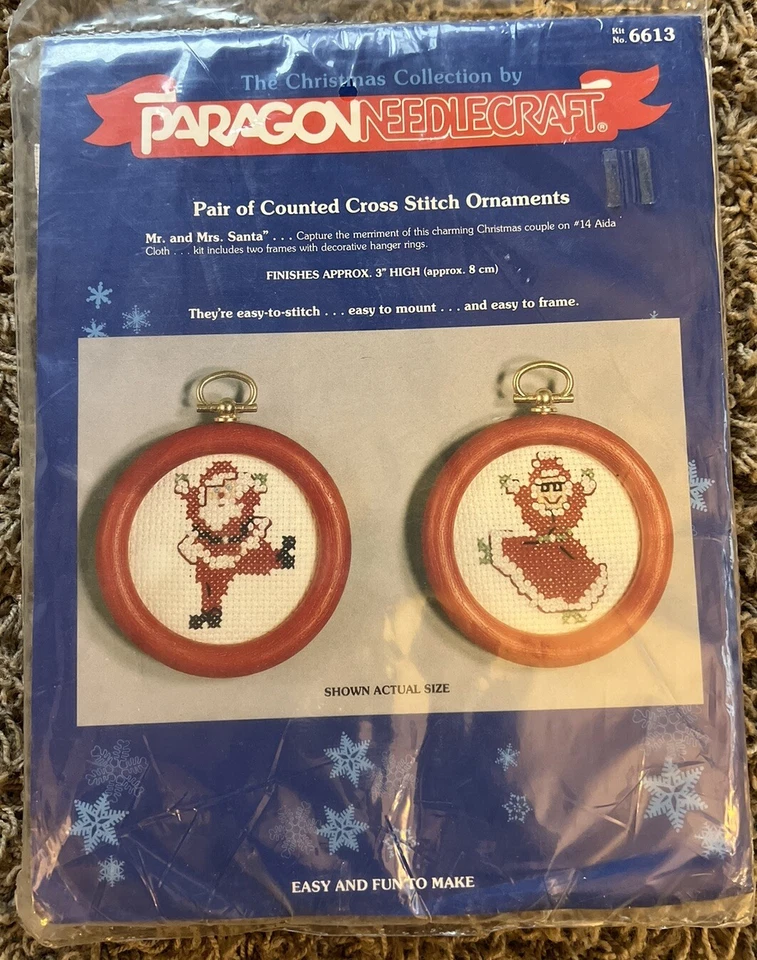 Kit
No. 6613
The Christmas Collection by
PARAGON NEEDLECRAFT®
Pair of Counted Cross Stitch Ornaments
Mr. and Mrs. Santa” . . . Capture the merriment of this charming Christmas couple on #14 Aida
Cloth . . . kit includes two frames with decorative hanger rings.
FINISHES APPROX. 3” HIGH (approx. 8 cm)
They're easy-to-stitch . . . easy to mount . . . and easy to frame.
SHOWN ACTUAL SIZE
EASY AND FUN TO MAKE